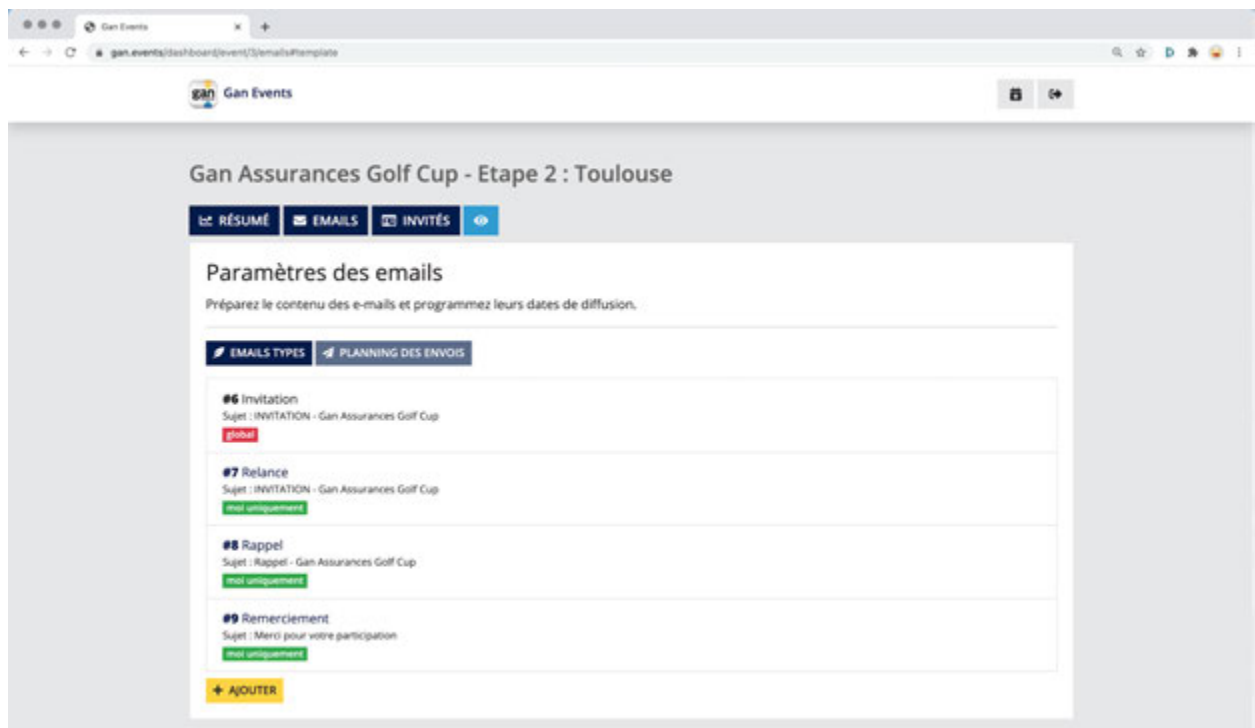 Gan Events
gan.events/dashboard/event/3/emails#template
gan Gan Events
Gan Assurances Golf Cup - Etape 2 : Toulouse
RÉSUMÉ EMAILS INVITÉS
Paramètres des emails
Préparez le contenu des e-mails et programmez leurs dates de diffusion.
EMAILS TYPES PLANNING DES ENVOIS
#6 Invitation
Sujet : INVITATION - Gan Assurances Golf Cup
global
#7 Relance
Sujet : INVITATION - Gan Assurances Golf Cup
moi uniquement
#8 Rappel
Sujet : Rappel - Gan Assurances Golf Cup
moi uniquement
#9 Remerciement
Sujet : Merci pour votre participation
moi uniquement
+ AJOUTER